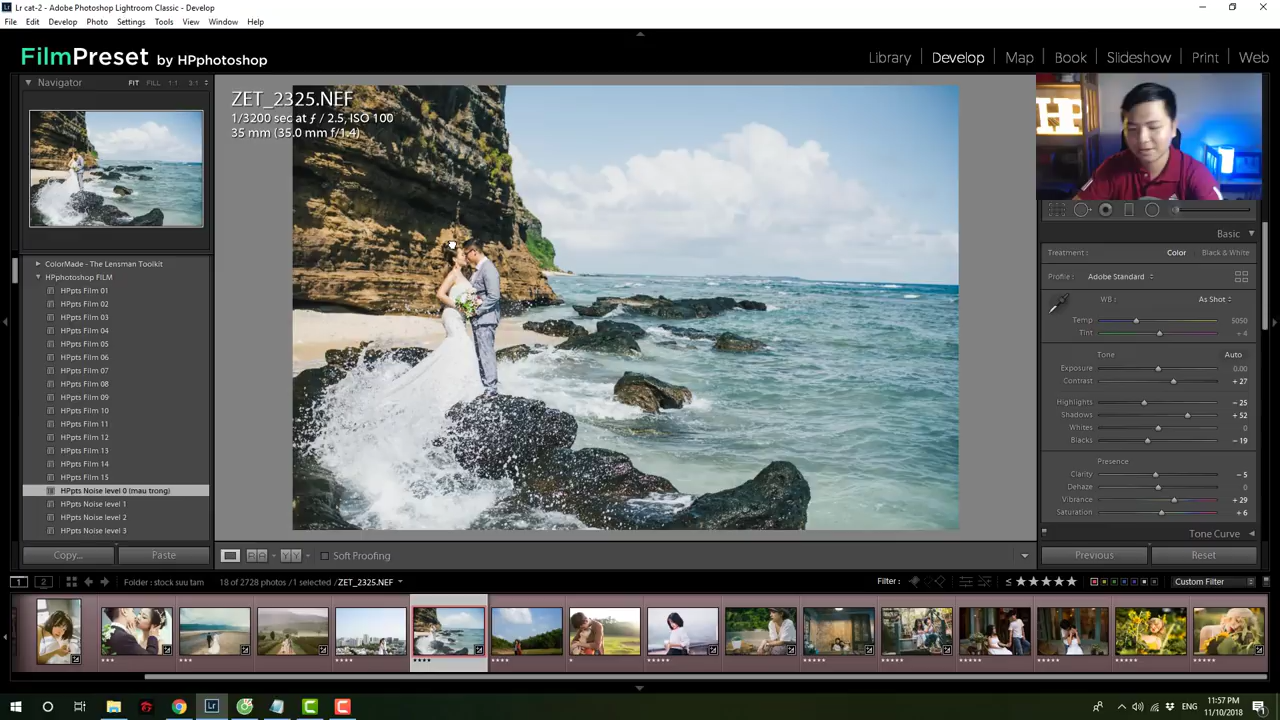 Lr cat-2 - Adobe Photoshop Lightroom Classic - Develop
File Edit Develop Photo Settings Tools View Window Help
FilmPreset by HPphotoshop
Library | Develop | Map | Book | Slideshow | Print | Web
Navigator FIT FILL 1:1 3:1
ColorMade - The Lensman Toolkit
HPphotoshop FILM
HPpts Film 01
HPpts Film 02
HPpts Film 03
HPpts Film 04
HPpts Film 05
HPpts Film 06
HPpts Film 07
HPpts Film 08
HPpts Film 09
HPpts Film 10
HPpts Film 11
HPpts Film 12
HPpts Film 13
HPpts Film 14
HPpts Film 15
HPpts Noise level 0 (mau trong)
HPpts Noise level 1
HPpts Noise level 2
HPpts Noise level 3
Copy... Paste
ZET_2325.NEF
1/3200 sec at ƒ / 2.5, ISO 100
35 mm (35.0 mm f/1.4)
H
Basic
Treatment: Color Black & White
Profile: Adobe Standard
WB: As Shot
Temp 5050
Tint + 4
Tone Auto
Exposure 0.00
Contrast + 27
Highlights − 25
Shadows + 52
Whites 0
Blacks − 19
Presence
Clarity − 5
Dehaze 0
Vibrance + 29
Saturation + 6
Tone Curve
Previous Reset
Soft Proofing
1 2 Folder : stock suu tam 18 of 2728 photos / 1 selected / ZET_2325.NEF Filter : Custom Filter
11:57 PM
ENG
11/10/2018